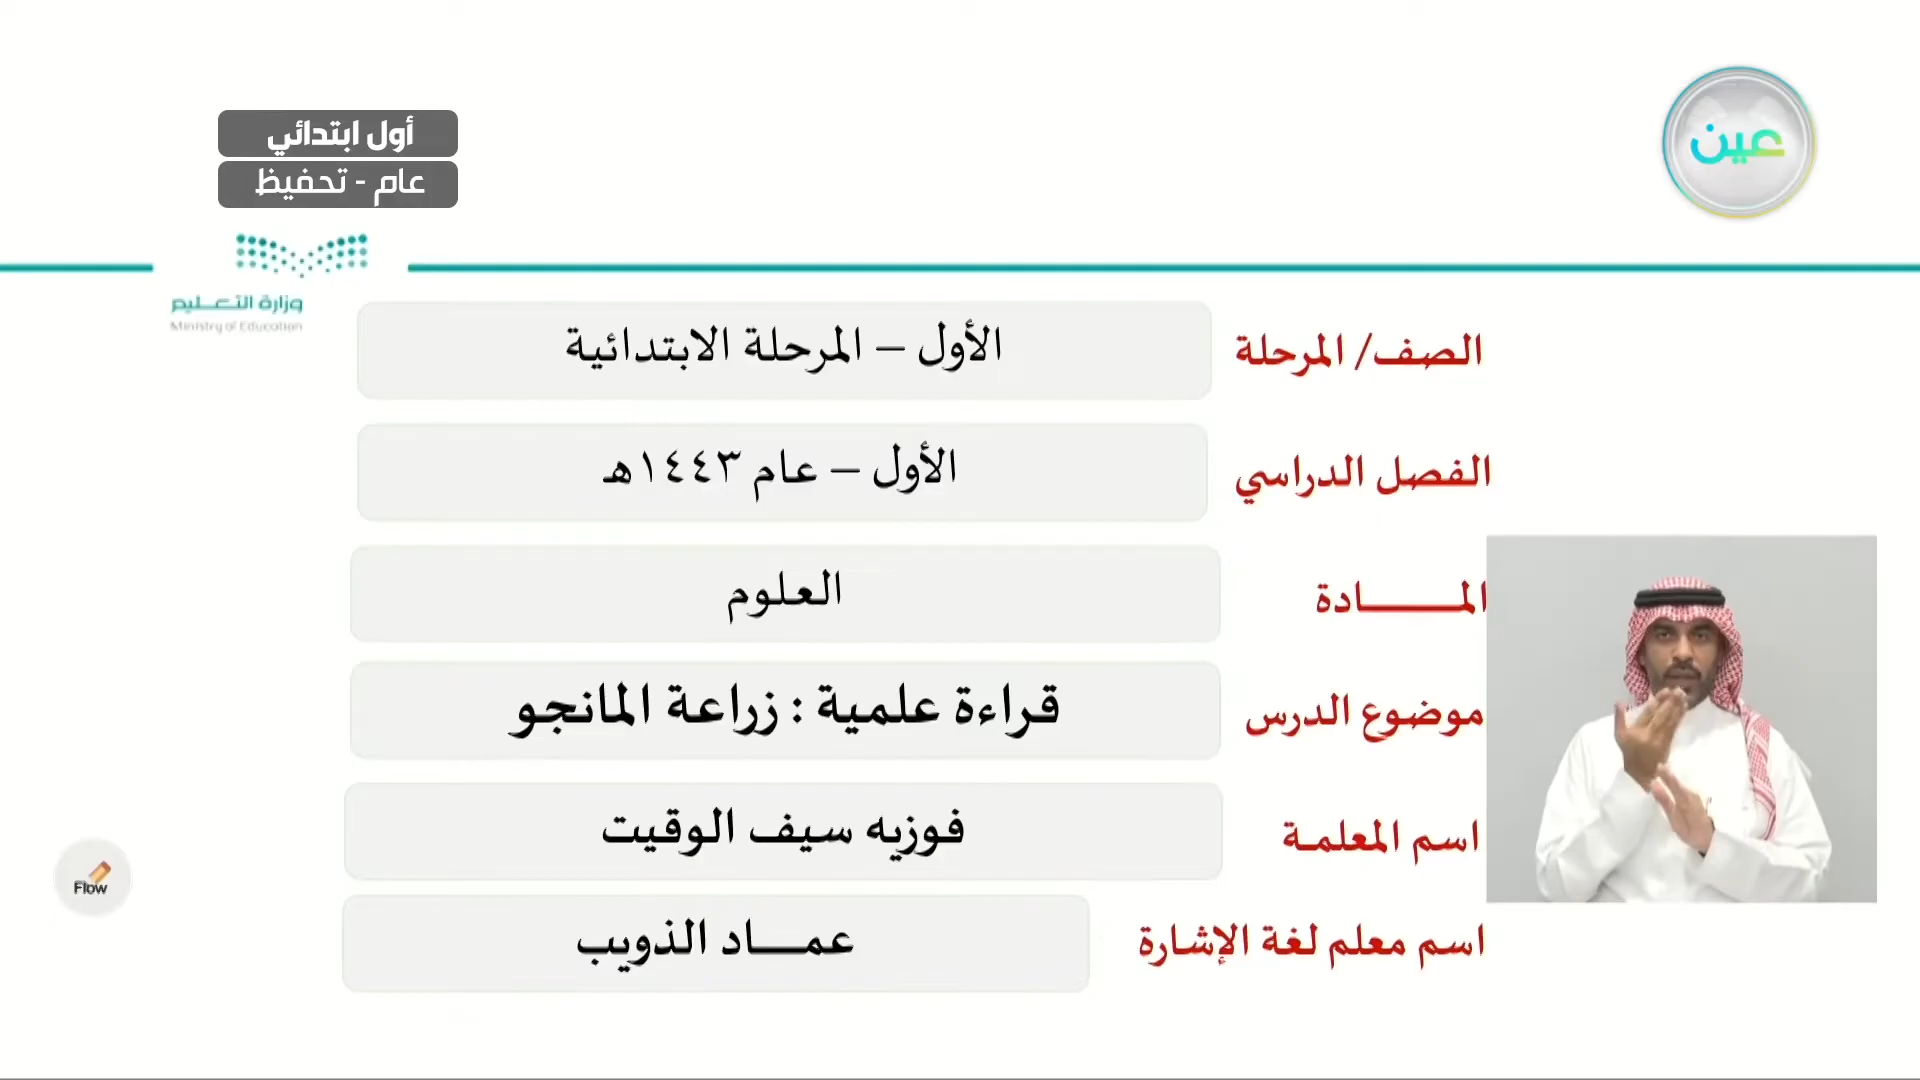 عين
أول ابتدائي
عام - تحفيظ
وزارة التعليم
Ministry of Education
الصف/ المرحلة
الأول – المرحلة الابتدائية
الفصل الدراسي
الأول – عام ١٤٤٣هـ
المـــــــــادة
العلوم
موضوع الدرس
قراءة علمية : زراعة المانجو
اسم المعلمة
فوزيه سيف الوقيت
اسم معلم لغة الإشارة
عمـــاد الذويب
Flow